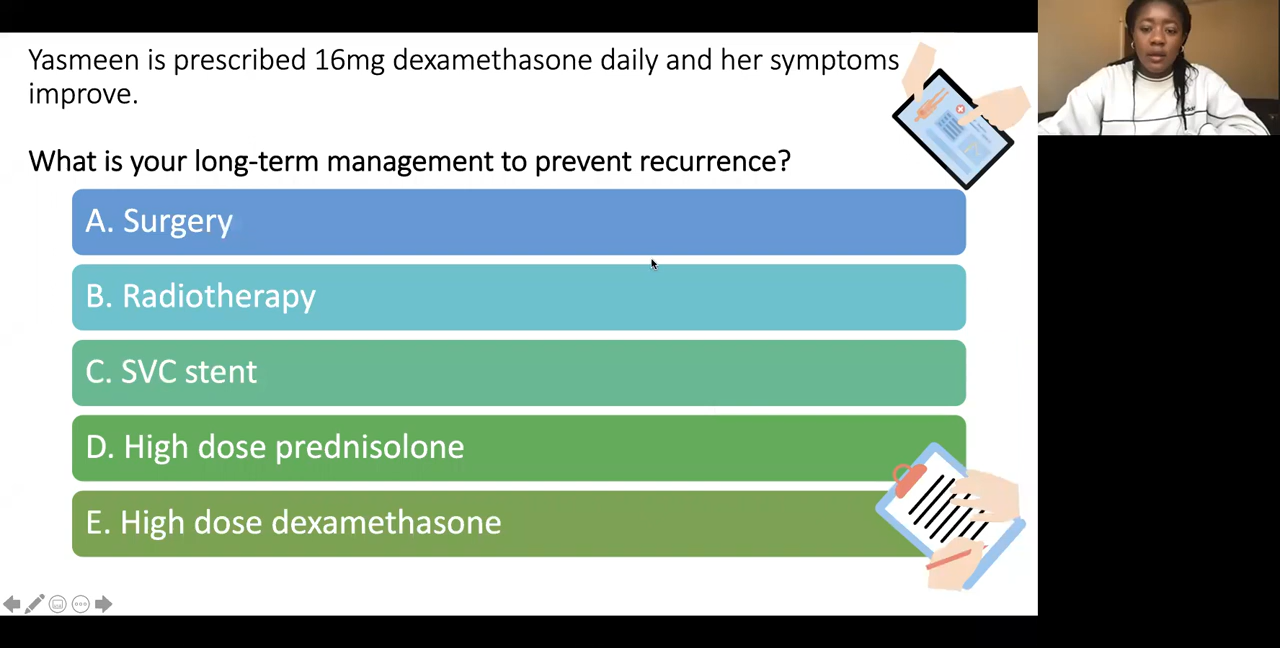 Yasmeen is prescribed 16mg dexamethasone daily and her symptoms
improve.
What is your long-term management to prevent recurrence?
A. Surgery
B. Radiotherapy
C. SVC stent
D. High dose prednisolone
E. High dose dexamethasone